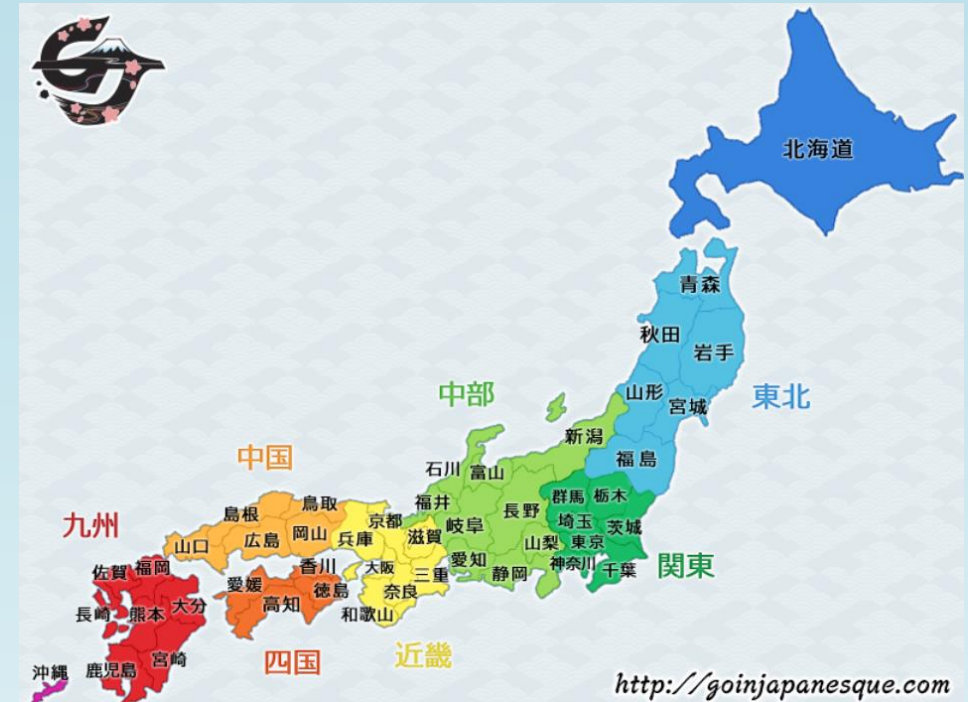 北海道
青森
秋田
岩手
山形
宮城
東北
福島
中部
新潟
石川
富山
福井
長野
岐阜
山梨
愛知
静岡
群馬
栃木
埼玉
茨城
東京
神奈川
千葉
関東
中国
鳥取
島根
岡山
広島
山口
京都
兵庫
滋賀
大阪
三重
奈良
和歌山
近畿
香川
愛媛
徳島
高知
四国
九州
福岡
佐賀
大分
長崎
熊本
宮崎
鹿児島
沖縄
http://goinjapanesque.com